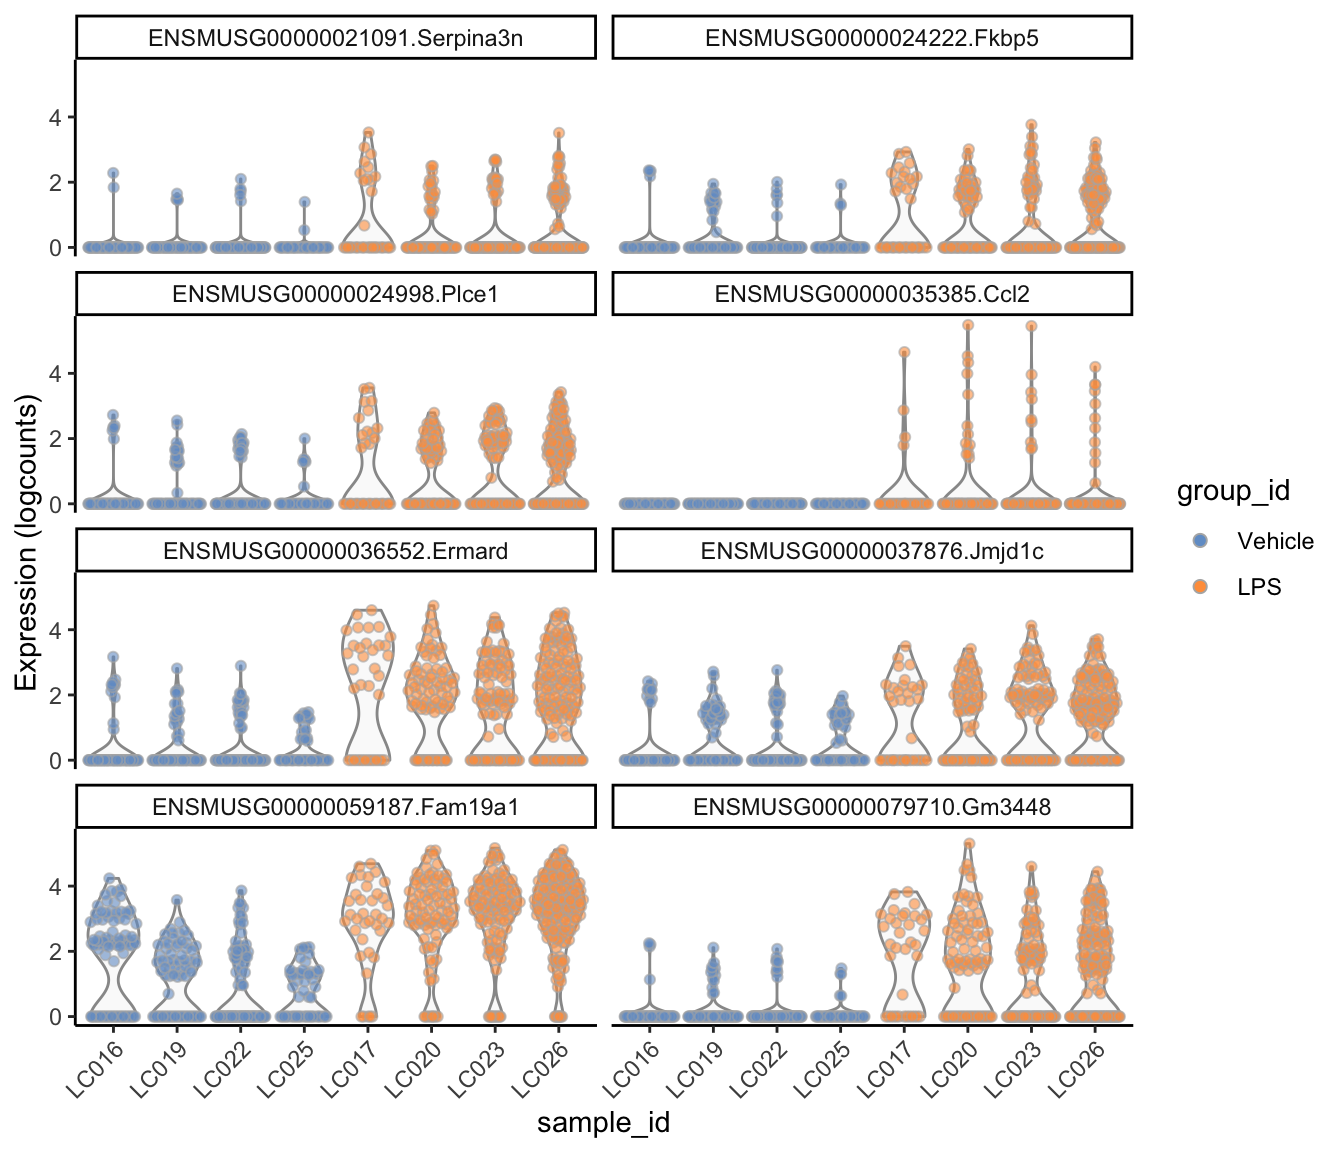 ENSMUSG00000021091.Serpina3n
ENSMUSG00000024222.Fkbp5
4
2
0
ENSMUSG00000024998.Plce1
ENSMUSG00000035385.Ccl2
4
2
0
ENSMUSG00000036552.Ermard
ENSMUSG00000037876.Jmjd1c
4
2
0
ENSMUSG00000059187.Fam19a1
ENSMUSG00000079710.Gm3448
4
2
0
Expression (logcounts)
LC016 LC019 LC022 LC025 LC017 LC020 LC023 LC026
LC016 LC019 LC022 LC025 LC017 LC020 LC023 LC026
sample_id
group_id
Vehicle
LPS